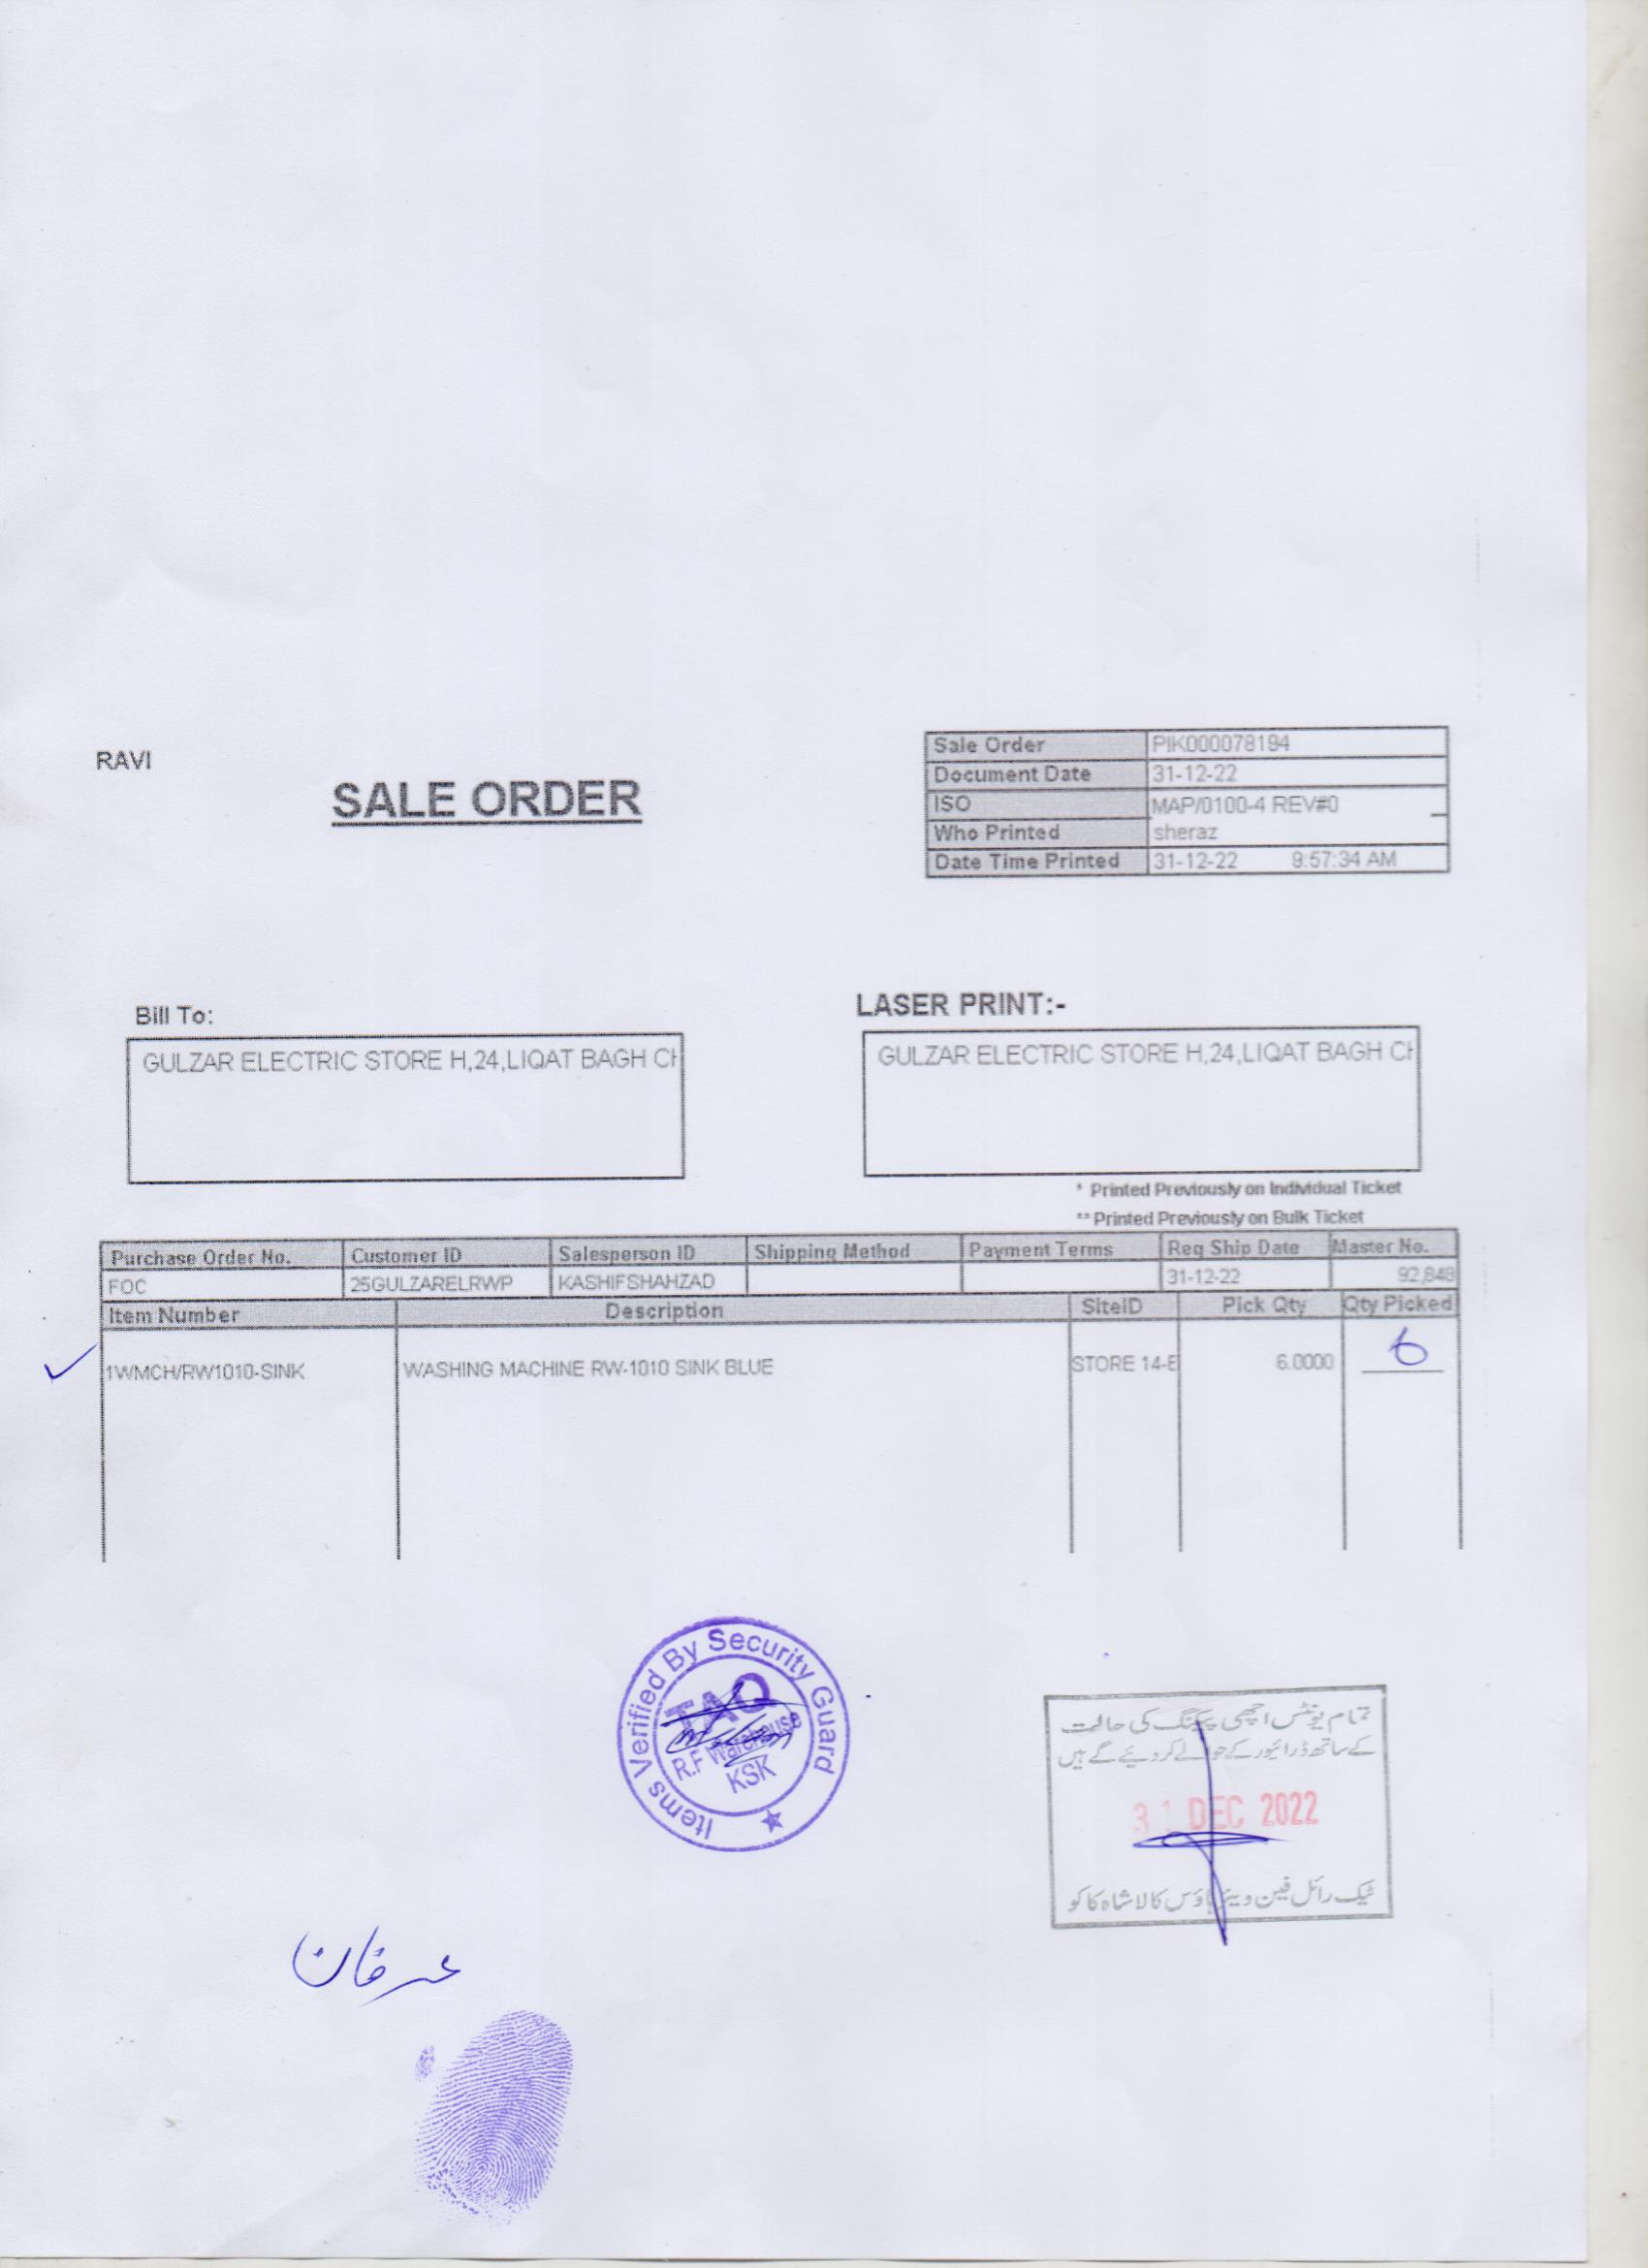 RAVI
SALE ORDER
Sale Order PIK000078194
Document Date 31-12-22
ISO MAP/0100-4 REV#0
Who Printed sheraz
Date Time Printed 31-12-22 9:57:34 AM
Bill To:
GULZAR ELECTRIC STORE H,24,LIQAT BAGH CH
LASER PRINT:-
GULZAR ELECTRIC STORE H,24,LIQAT BAGH CH
* Printed Previously on Individual Ticket
** Printed Previously on Bulk Ticket
Purchase Order No. Customer ID Salesperson ID Shipping Method Payment Terms Req Ship Date Master No.
FOC 25GULZARELRWP KASHIFSHAHZAD 31-12-22 92,848
Item Number Description SiteID Pick Qty Qty Picked
1WMCH/RW1010-SINK WASHING MACHINE RW-1010 SINK BLUE STORE 14-E 6.0000 6
Items Verified By Security Guard
TAQ
R.F Warehouse
KSK
تمام یونٹس اچھی پیکنگ کی حالت
کے ساتھ ڈرائیور کے حوالے کر دیئے گے ہیں
31 DEC 2022
ٹیک رائل فین ویئر ہاؤس کالا شاہ کاکو
عرفان